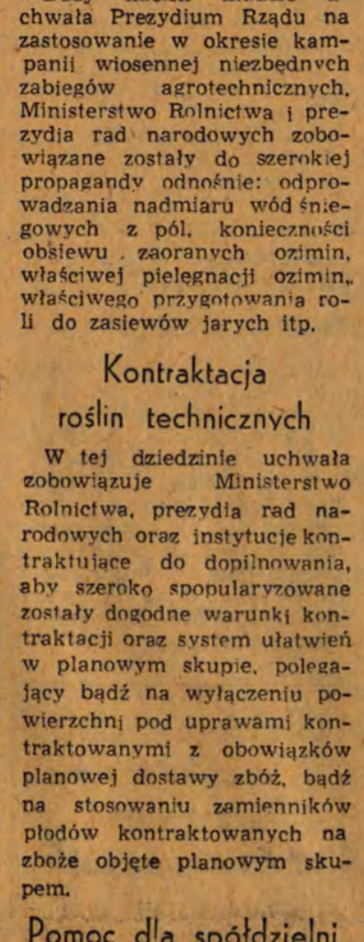 chwała Prezydium Rządu na
zastosowanie w okresie kam-
panii wiosennej niezbędnych
zabiegów agrotechnicznych.
Ministerstwo Rolnictwa i pre-
zydja rad narodowych zobo-
wiązane zostały do szerokiej
propagandy odnośnie: odpro-
wadzania nadmiaru wód śnie-
gowych z pól, konieczności
obsiewu zaoranych ozimin,
właściwej pielęgnacji ozimin,
właściwego przygotowania ro-
li do zasiewów jarych itp.
Kontraktacja
roślin technicznych
W tej dziedzinie uchwała
zobowiązuje Ministerstwo
Rolnictwa, prezydia rad na-
rodowych oraz instytucje kon-
traktujące do dopilnowania,
aby szeroko spopularyzowane
zostały dogodne warunki kon-
traktacji oraz system ułatwień
w planowym skupie, polega-
jący bądź na wyłączeniu po-
wierzchni pod uprawami kon-
traktowanymi z obowiązków
planowej dostawy zbóż, bądź
na stosowaniu zamienników
płodów kontraktowanych na
zboże objęte planowym sku-
pem.
Pomoc dla spółdzielni